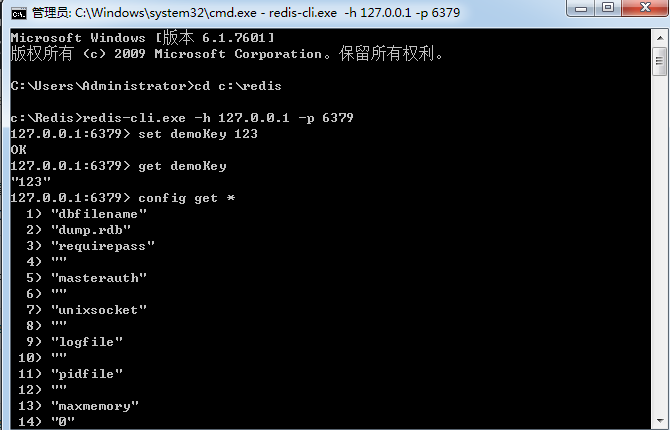 管理员: C:\Windows\system32\cmd.exe - redis-cli.exe -h 127.0.0.1 -p 6379
Microsoft Windows [版本 6.1.7601]
版权所有 (c) 2009 Microsoft Corporation。保留所有权利。
C:\Users\Administrator>cd c:\redis
c:\Redis>redis-cli.exe -h 127.0.0.1 -p 6379
127.0.0.1:6379> set demoKey 123
OK
127.0.0.1:6379> get demoKey
"123"
127.0.0.1:6379> config get *
1) "dbfilename"
2) "dump.rdb"
3) "requirepass"
4) ""
5) "masterauth"
6) ""
7) "unixsocket"
8) ""
9) "logfile"
10) ""
11) "pidfile"
12) ""
13) "maxmemory"
14) "0"